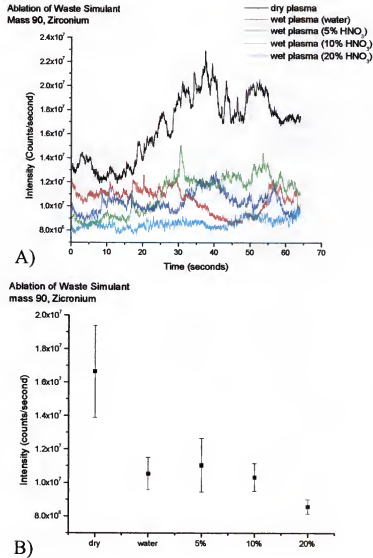 Ablation of Waste Simulant
Mass 90, Zirconium
dry plasma
wet plasma (water)
wet plasma (5% HNO3)
wet plasma (10% HNO3)
wet plasma (20% HNO3)
2.4x10^7
2.2x10^7
2.0x10^7
1.8x10^7
1.6x10^7
1.4x10^7
1.2x10^7
1.0x10^7
8.0x10^6
Intensity (Counts/second)
0 10 20 30 40 50 60 70
Time (seconds)
A)
Ablation of Waste Simulant
mass 90, Zicronium
2.0x10^7
1.8x10^7
1.6x10^7
1.4x10^7
1.2x10^7
1.0x10^7
8.0x10^6
Intensity (counts/second)
dry water 5% 10% 20%
B)